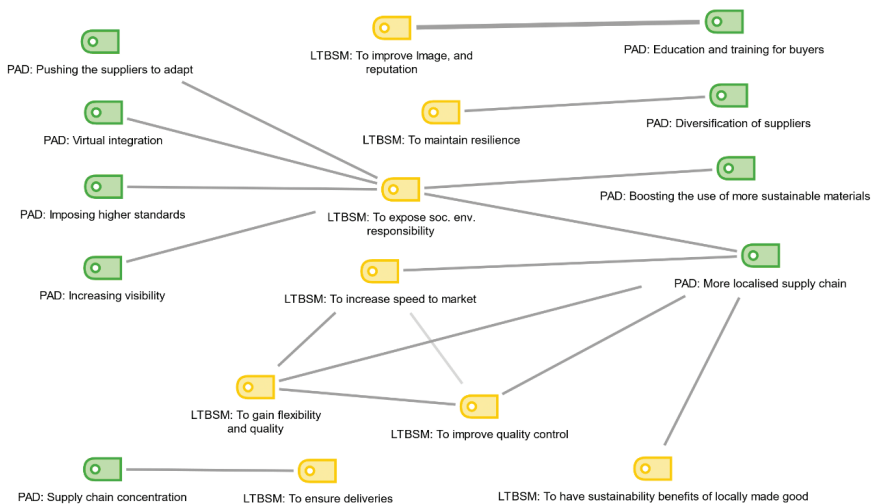 LTBSM: To improve Image, and
reputation
PAD: Education and training for buyers
PAD: Pushing the suppliers to adapt
LTBSM: To maintain resilience
PAD: Diversification of suppliers
PAD: Virtual integration
PAD: Imposing higher standards
LTBSM: To expose soc. env.
responsibility
PAD: Boosting the use of more sustainable materials
PAD: Increasing visibility
LTBSM: To increase speed to market
PAD: More localised supply chain
LTBSM: To gain flexibility
and quality
LTBSM: To improve quality control
PAD: Supply chain concentration
LTBSM: To ensure deliveries
LTBSM: To have sustainability benefits of locally made good